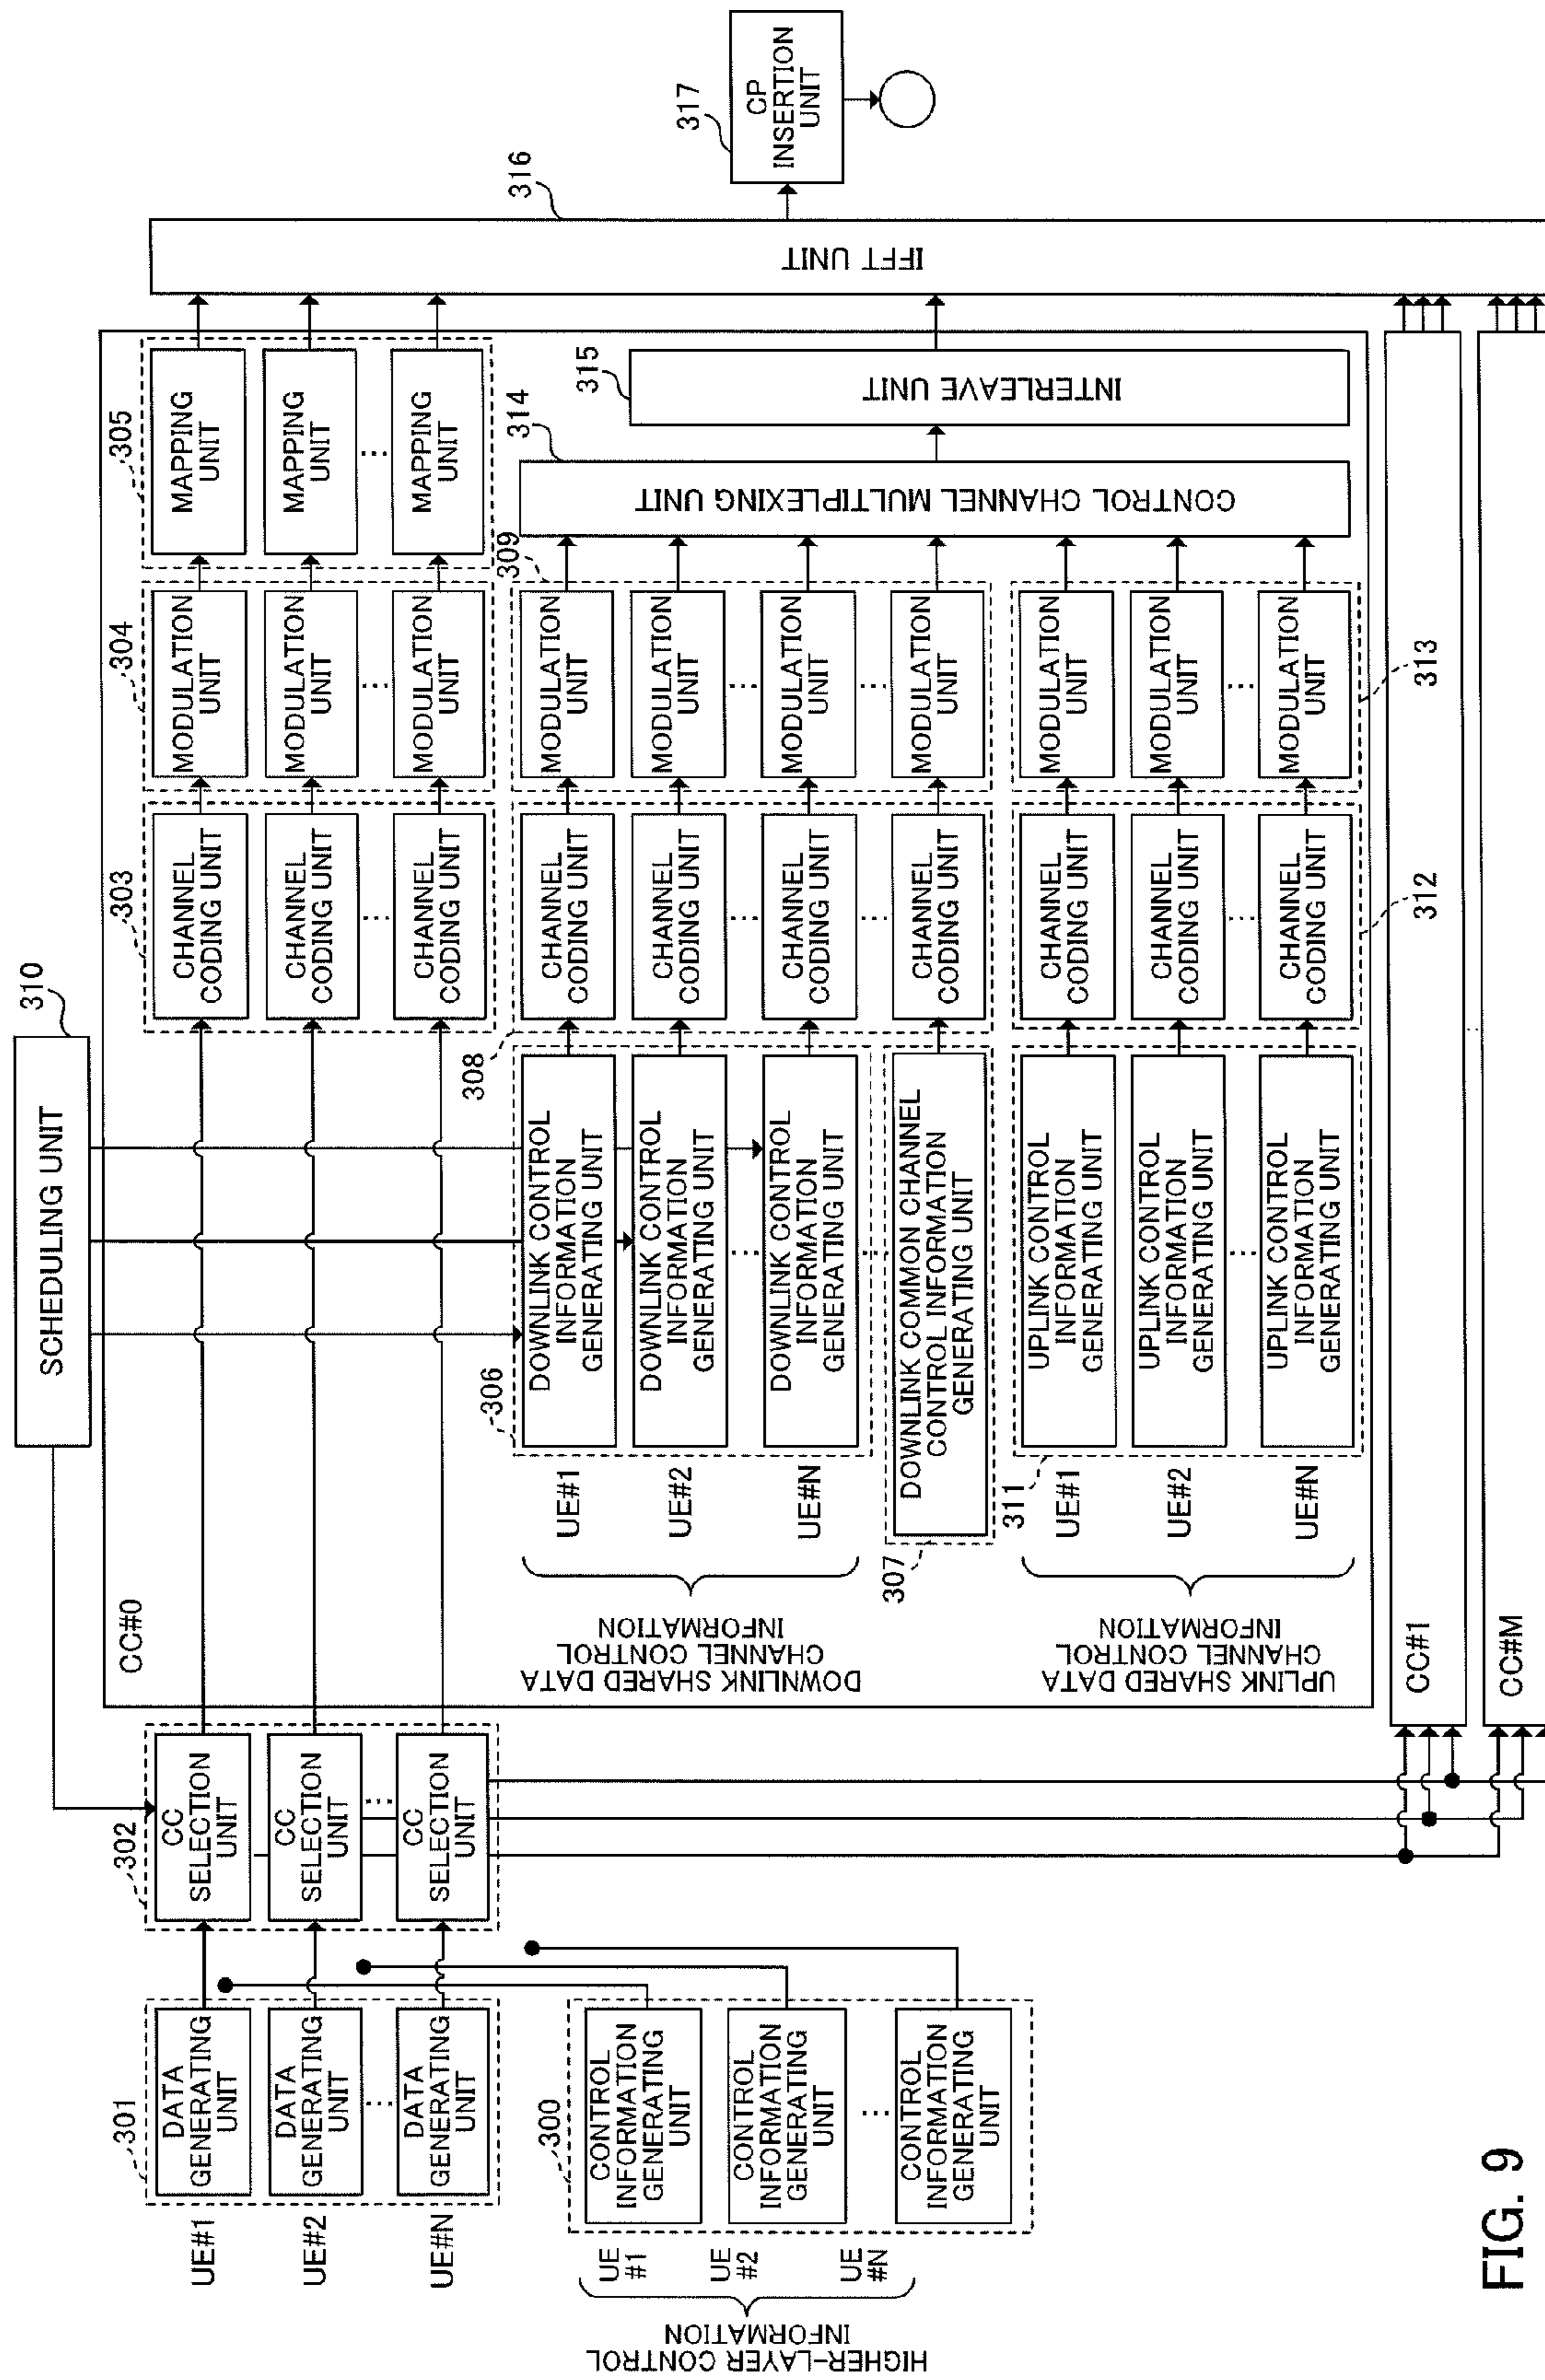 FIG. 9
HIGHER-LAYER CONTROL
INFORMATION
UE#1
UE#2
UE#N
301
DATA
GENERATING
UNIT
DATA
GENERATING
UNIT
...
DATA
GENERATING
UNIT
UE
#1
UE
#2
UE
#N
300
CONTROL
INFORMATION
GENERATING
UNIT
CONTROL
INFORMATION
GENERATING
UNIT
...
CONTROL
INFORMATION
GENERATING
UNIT
302
CC
SELECTION
UNIT
CC
SELECTION
UNIT
...
CC
SELECTION
UNIT
SCHEDULING UNIT
310
CC#0
DOWNLINK SHARED DATA
CHANNEL CONTROL
INFORMATION
UE#1
UE#2
UE#N
306
DOWNLINK CONTROL
INFORMATION
GENERATING UNIT
DOWNLINK CONTROL
INFORMATION
GENERATING UNIT
...
DOWNLINK CONTROL
INFORMATION
GENERATING UNIT
...
307
DOWNLINK COMMON CHANNEL
CONTROL INFORMATION
GENERATING UNIT
UPLINK SHARED DATA
CHANNEL CONTROL
INFORMATION
311
UE#1
UE#2
UE#N
UPLINK CONTROL
INFORMATION
GENERATING UNIT
UPLINK CONTROL
INFORMATION
GENERATING UNIT
...
UPLINK CONTROL
INFORMATION
GENERATING UNIT
303
CHANNEL
CODING UNIT
CHANNEL
CODING UNIT
...
CHANNEL
CODING UNIT
308
CHANNEL
CODING UNIT
CHANNEL
CODING UNIT
...
CHANNEL
CODING UNIT
...
CHANNEL
CODING UNIT
CHANNEL
CODING UNIT
CHANNEL
CODING UNIT
...
CHANNEL
CODING UNIT
312
304
MODULATION
UNIT
MODULATION
UNIT
...
MODULATION
UNIT
309
MODULATION
UNIT
MODULATION
UNIT
...
MODULATION
UNIT
...
MODULATION
UNIT
MODULATION
UNIT
MODULATION
UNIT
...
MODULATION
UNIT
313
305
MAPPING
UNIT
MAPPING
UNIT
...
MAPPING
UNIT
314
CONTROL CHANNEL MULTIPLEXING UNIT
315
INTERLEAVE UNIT
CC#1
CC#M
316
IFFT UNIT
317
CP
INSERTION
UNIT